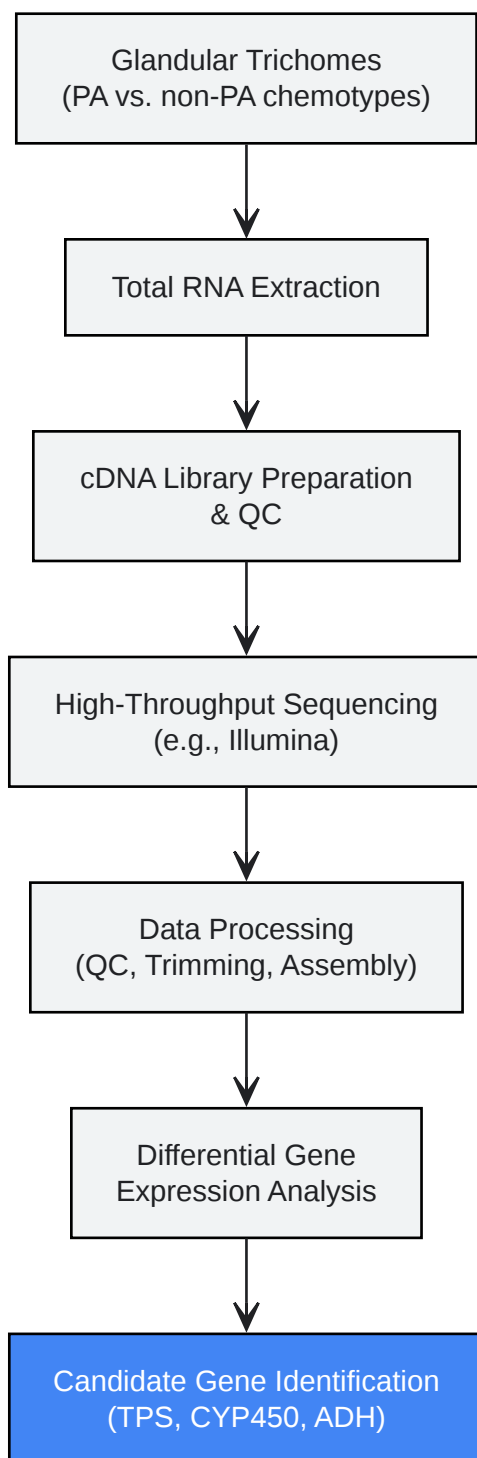 Glandular Trichomes
(PA vs. non-PA chemotypes)
Total RNA Extraction
cDNA Library Preparation
& QC
High-Throughput Sequencing
(e.g., Illumina)
Data Processing
(QC, Trimming, Assembly)
Differential Gene
Expression Analysis
Candidate Gene Identification
(TPS, CYP450, ADH)